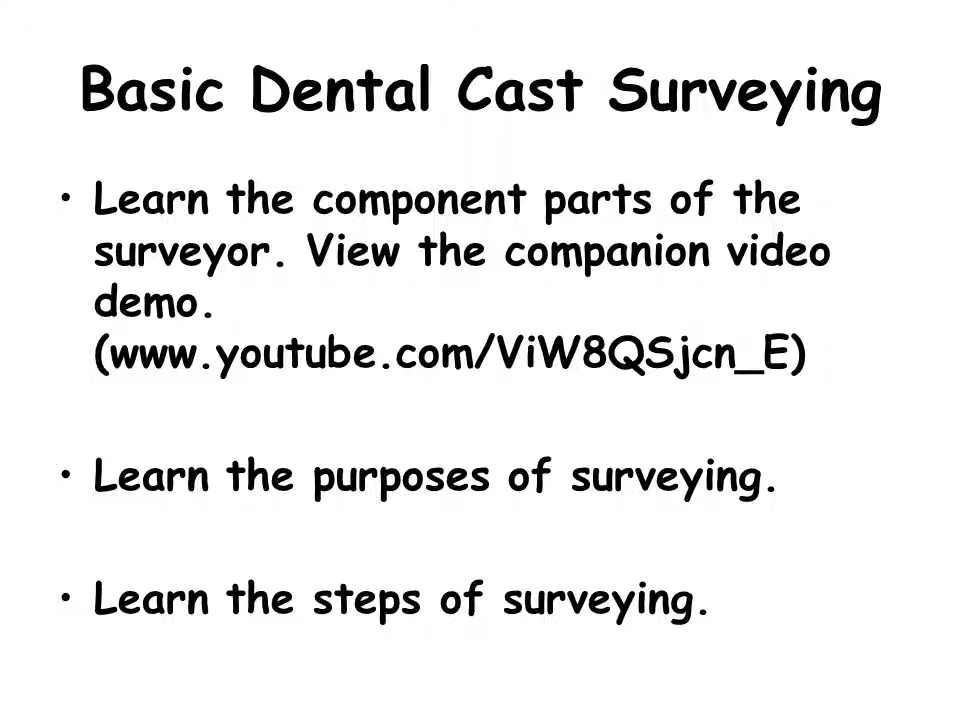 Basic Dental Cast Surveying
• Learn the component parts of the
surveyor. View the companion video
demo.
(www.youtube.com/ViW8QSjcn_E)
• Learn the purposes of surveying.
• Learn the steps of surveying.